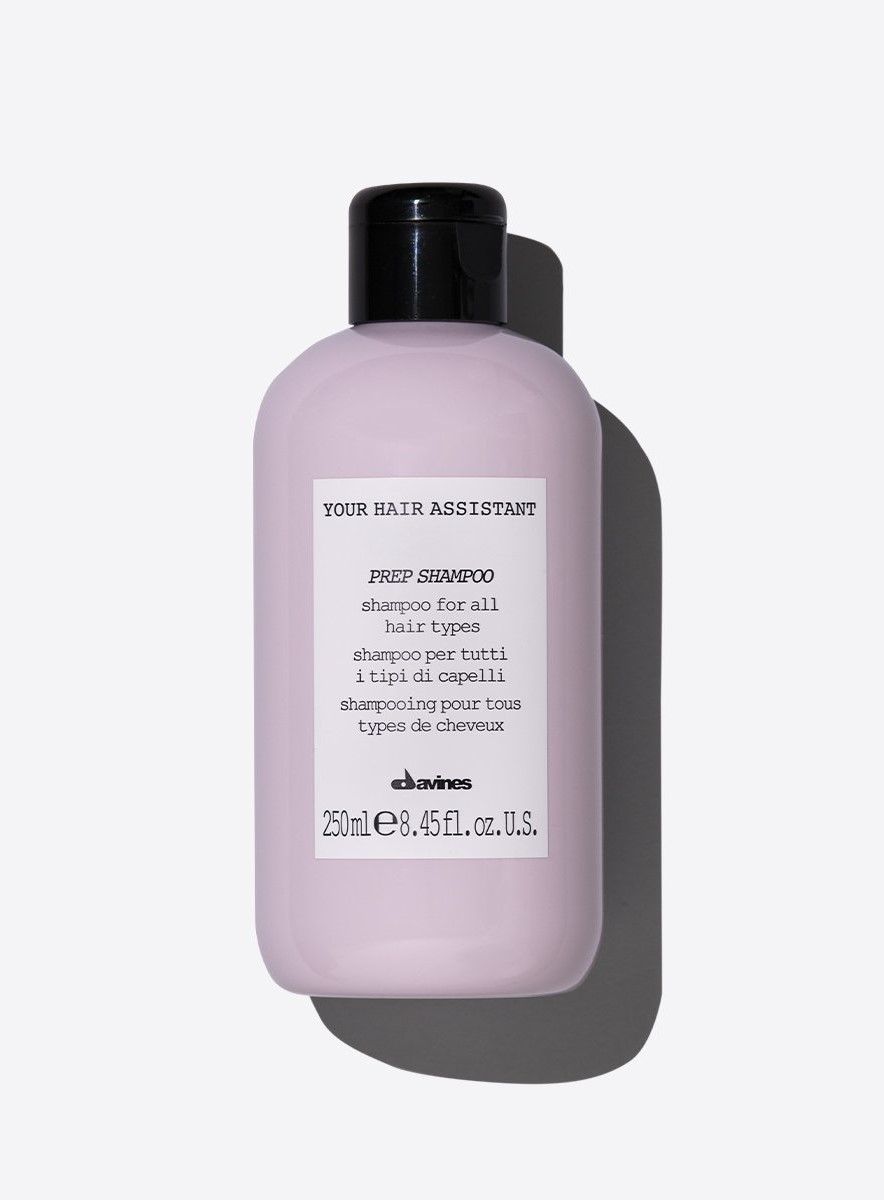 YOUR HAIR ASSISTANT
PREP SHAMPOO
shampoo for all
hair types
shampoo per tutti
i tipi di capelli
shampooing pour tous
types de cheveux
davines
250ml℮8.45fl.oz.U.S.